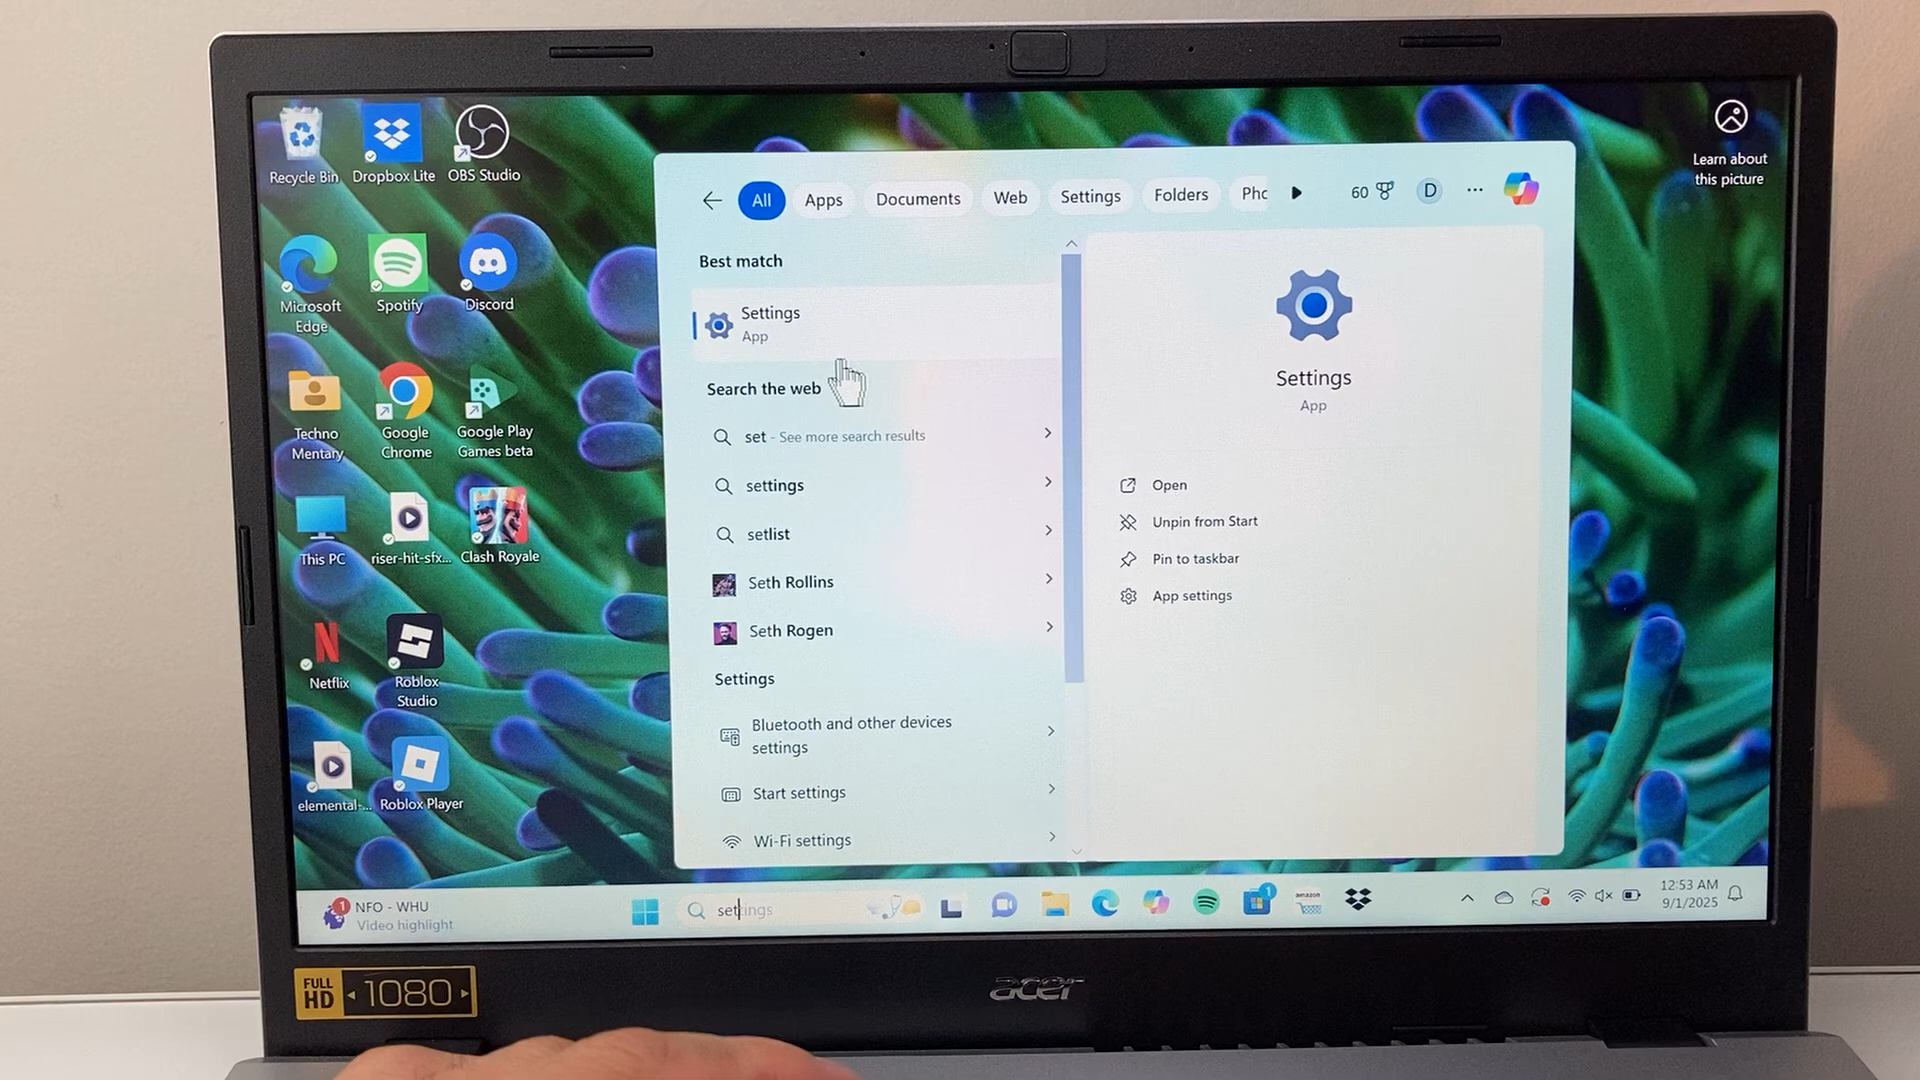 Recycle Bin
Dropbox Lite
OBS Studio
Learn about
this picture
All
Apps
Documents
Web
Settings
Folders
Phc
60
D
Best match
Settings
App
Search the web
set - See more search results
settings
setlist
Seth Rollins
Seth Rogen
Settings
Bluetooth and other devices
settings
Start settings
Wi-Fi settings
Settings
App
Open
Unpin from Start
Pin to taskbar
App settings
Microsoft
Edge
Spotify
Discord
Techno
Mentary
Google
Chrome
Google Play
Games beta
This PC
riser-hit-sfx...
Clash Royale
Netflix
Roblox
Studio
elemental-...
Roblox Player
1
NFO - WHU
Video highlight
settings
1
amazon
12:53 AM
9/1/2025
FULL
HD
1080
acer